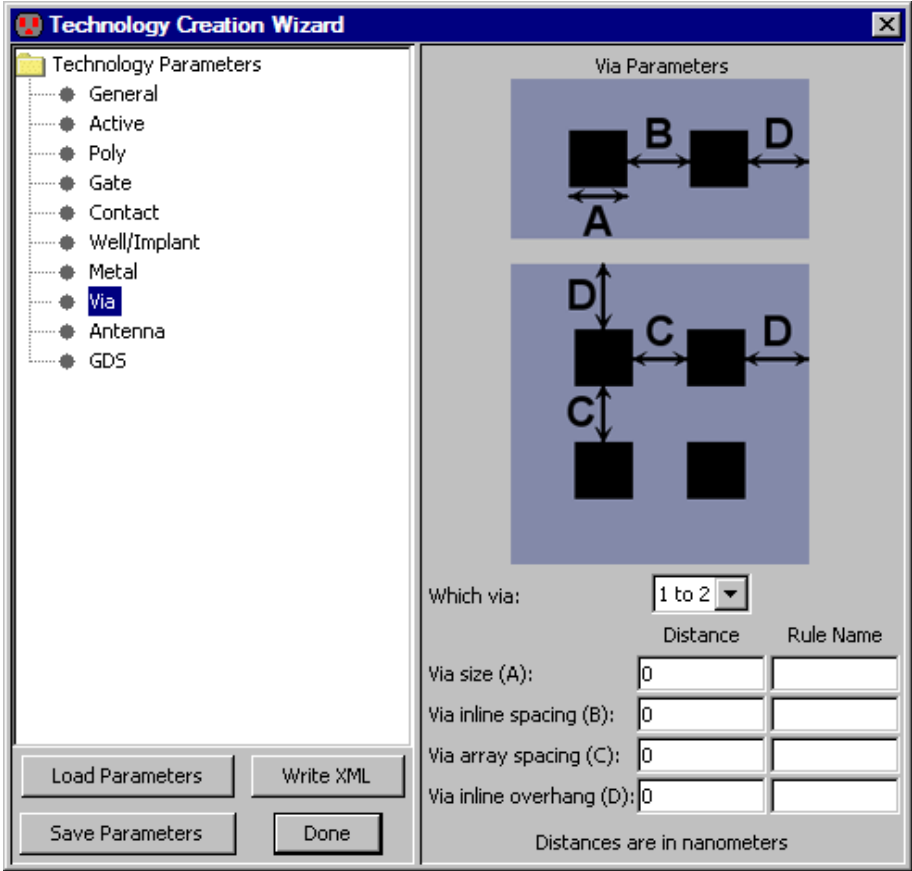 Technology Creation Wizard
Technology Parameters
General
Active
Poly
Gate
Contact
Well/Implant
Metal
Via
Antenna
GDS
Load Parameters
Write XML
Save Parameters
Done
Via Parameters
B
D
A
D
C
D
C
Which via:
1 to 2
Distance
Rule Name
Via size (A):
0
Via inline spacing (B):
0
Via array spacing (C):
0
Via inline overhang (D):
0
Distances are in nanometers